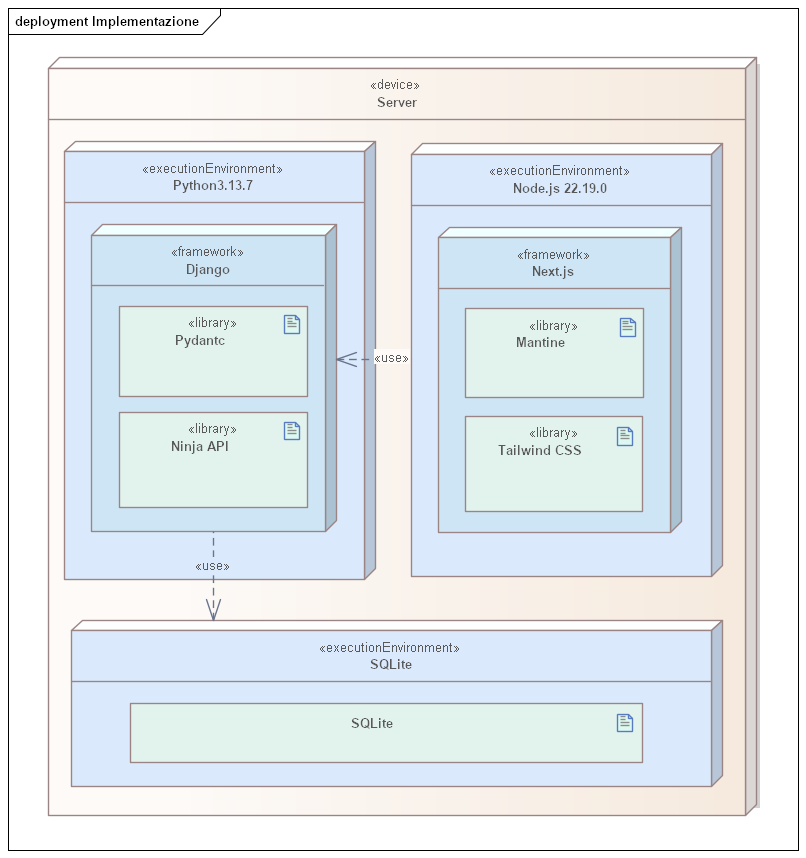 deployment Implementazione
«device»
Server
«executionEnvironment»
Python3.13.7
«framework»
Django
«library»
Pydantc
«library»
Ninja API
«use»
«executionEnvironment»
Node.js 22.19.0
«framework»
Next.js
«library»
Mantine
«library»
Tailwind CSS
«use»
«executionEnvironment»
SQLite
SQLite